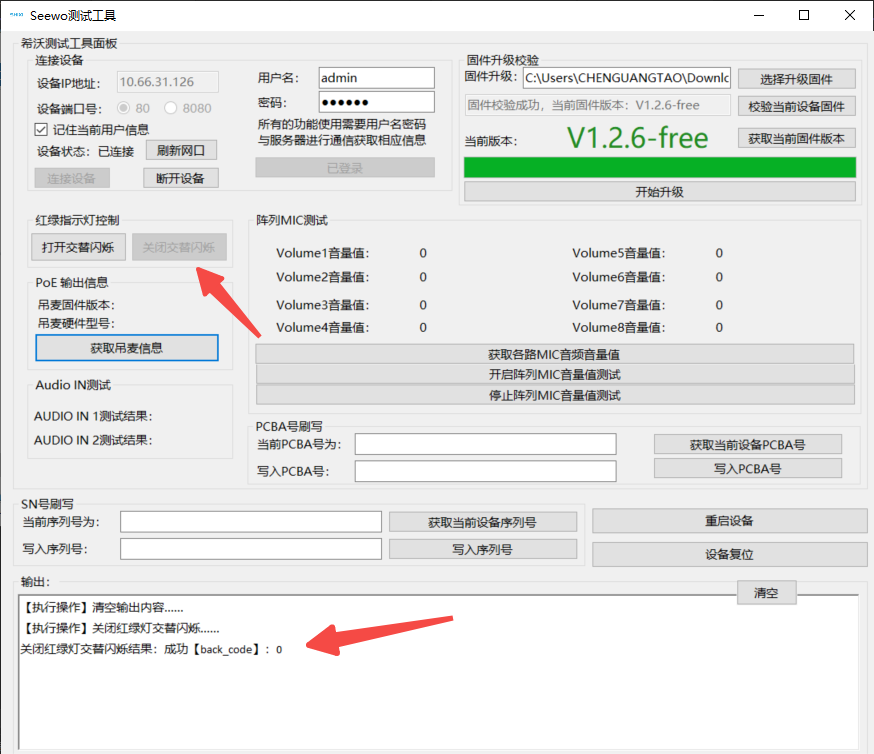 Seewo测试工具
希沃测试工具面板
连接设备
设备IP地址: 10.66.31.126
设备端口号: 80 8080
记住当前用户信息
设备状态: 已连接 刷新网口
连接设备 断开设备
用户名: admin
密码: ●●●●●●
所有的功能使用需要用户名密码
与服务器进行通信获取相应信息
已登录
固件升级校验
固件升级: C:\Users\CHENGUANGTAO\Downlc 选择升级固件
固件校验成功，当前固件版本: V1.2.6-free 校验当前设备固件
当前版本: V1.2.6-free 获取当前固件版本
开始升级
红绿指示灯控制
打开交替闪烁 关闭交替闪烁
PoE 输出信息
吊麦固件版本:
吊麦硬件型号:
获取吊麦信息
Audio IN测试
AUDIO IN 1测试结果:
AUDIO IN 2测试结果:
阵列MIC测试
Volume1音量值: 0 Volume5音量值: 0
Volume2音量值: 0 Volume6音量值: 0
Volume3音量值: 0 Volume7音量值: 0
Volume4音量值: 0 Volume8音量值: 0
获取各路MIC音频音量值
开启阵列MIC音量值测试
停止阵列MIC音量值测试
PCBA号刷写
当前PCBA号为: 获取当前设备PCBA号
写入PCBA号: 写入PCBA号
SN号刷写
当前序列号为: 获取当前设备序列号
写入序列号: 写入序列号
重启设备
设备复位
输出:
清空
【执行操作】清空输出内容......
【执行操作】关闭红绿灯交替闪烁......
关闭红绿灯交替闪烁结果: 成功【back_code】: 0